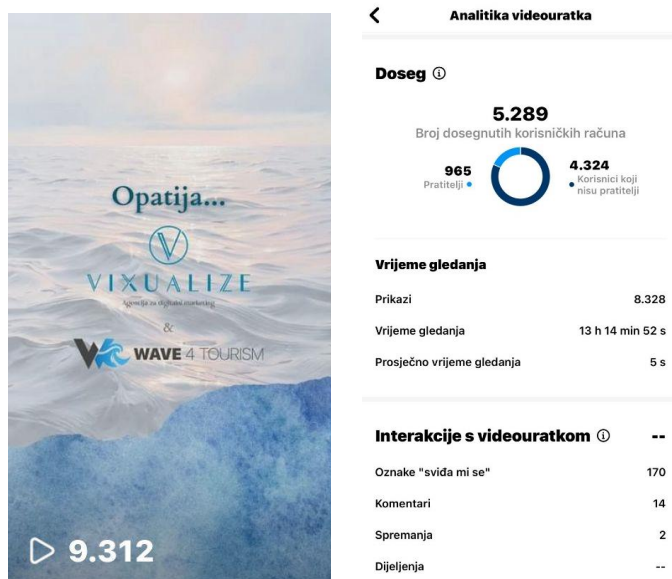 Opatija...
VIXUALIZE
Agencija za digitalni marketing
&
WAVE 4 TOURISM
9.312
Analitika videouratka
Doseg
5.289
Broj dosegnutih korisničkih računa
965
Pratitelji
4.324
Korisnici koji
nisu pratitelji
Vrijeme gledanja
Prikazi 8.328
Vrijeme gledanja 13 h 14 min 52 s
Prosječno vrijeme gledanja 5 s
Interakcije s videouratkom --
Oznake "sviđa mi se" 170
Komentari 14
Spremanja 2
Dijeljenja --